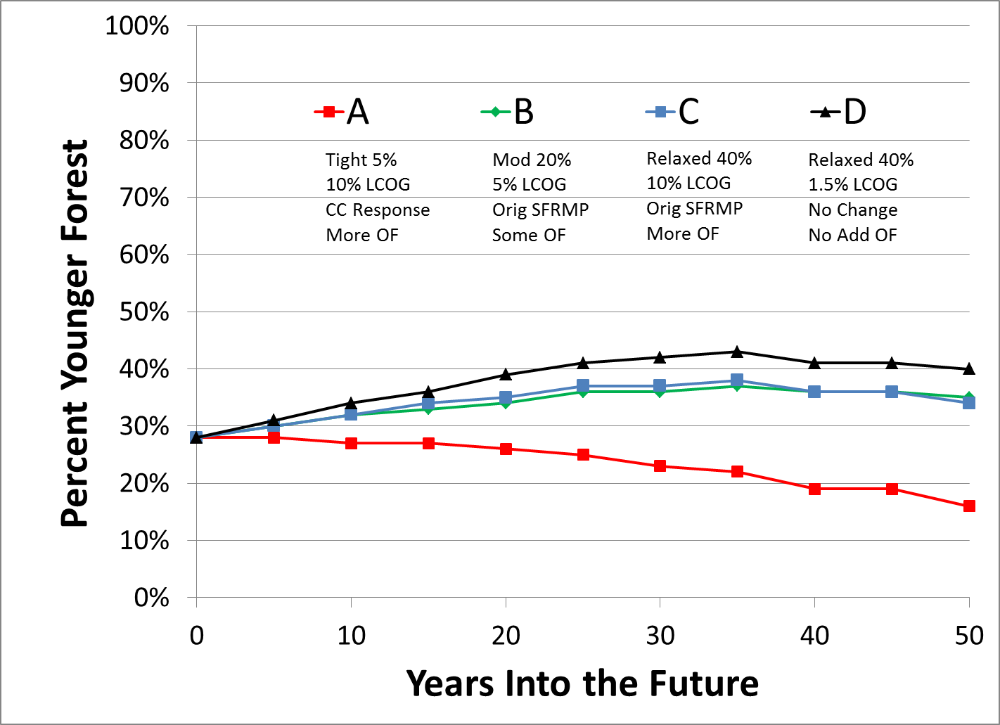 100%
90%
80%
70%
60%
50%
40%
30%
20%
10%
0%
Percent Younger Forest
A
Tight 5%
10% LCOG
CC Response
More OF
B
Mod 20%
5% LCOG
Orig SFRMP
Some OF
C
Relaxed 40%
10% LCOG
Orig SFRMP
More OF
D
Relaxed 40%
1.5% LCOG
No Change
No Add OF
0 10 20 30 40 50
Years Into the Future